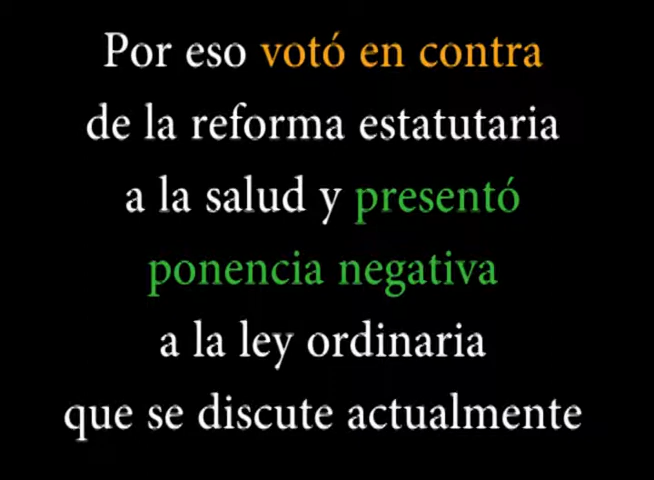 Por eso votó en contra
de la reforma estatutaria
a la salud y presentó
ponencia negativa
a la ley ordinaria
que se discute actualmente